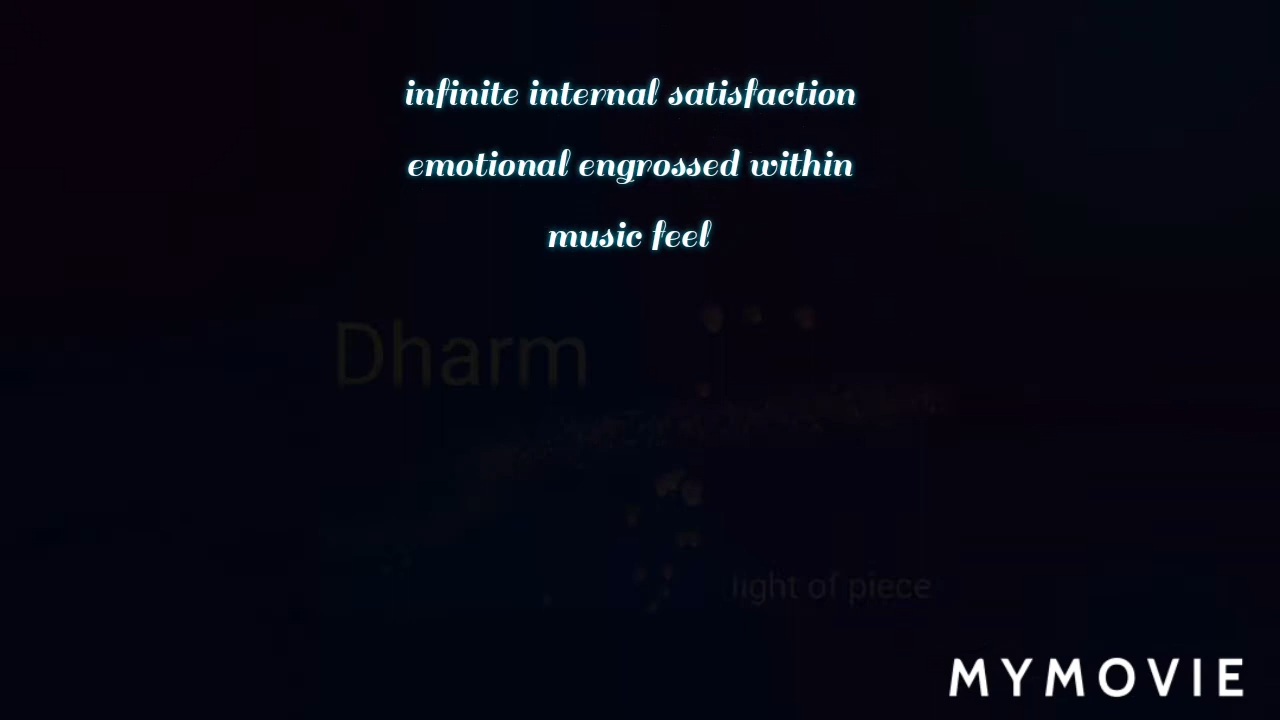 infinite internal satisfaction
emotional engrossed within
music feel
Dharm
light of piece
MYMOVIE